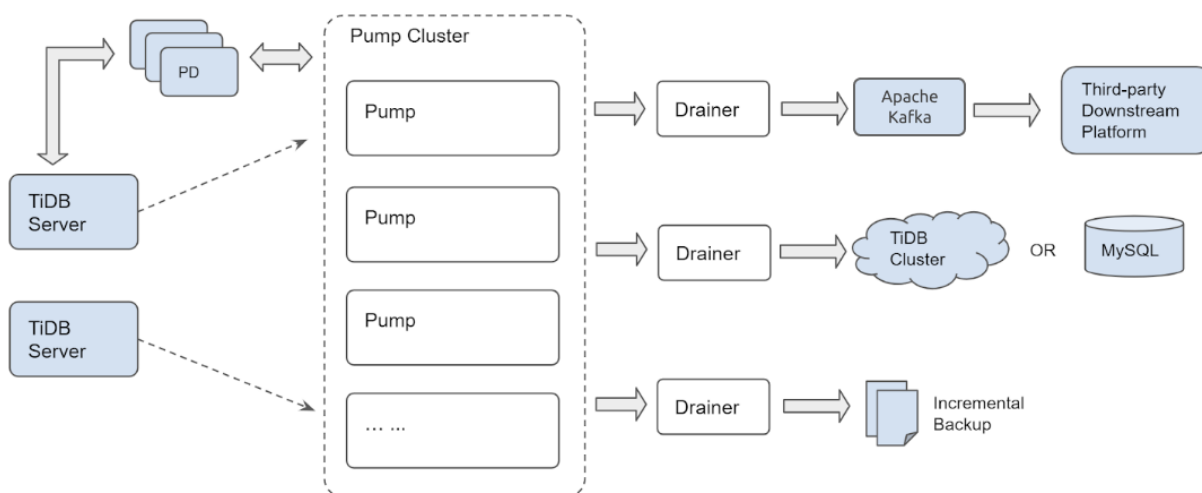 Pump Cluster
PD
Pump
Drainer
Apache
Kafka
Third-party
Downstream
Platform
TiDB
Server
Pump
Drainer
TiDB
Cluster
OR
MySQL
TiDB
Server
Pump
Drainer
Incremental
Backup
... ...